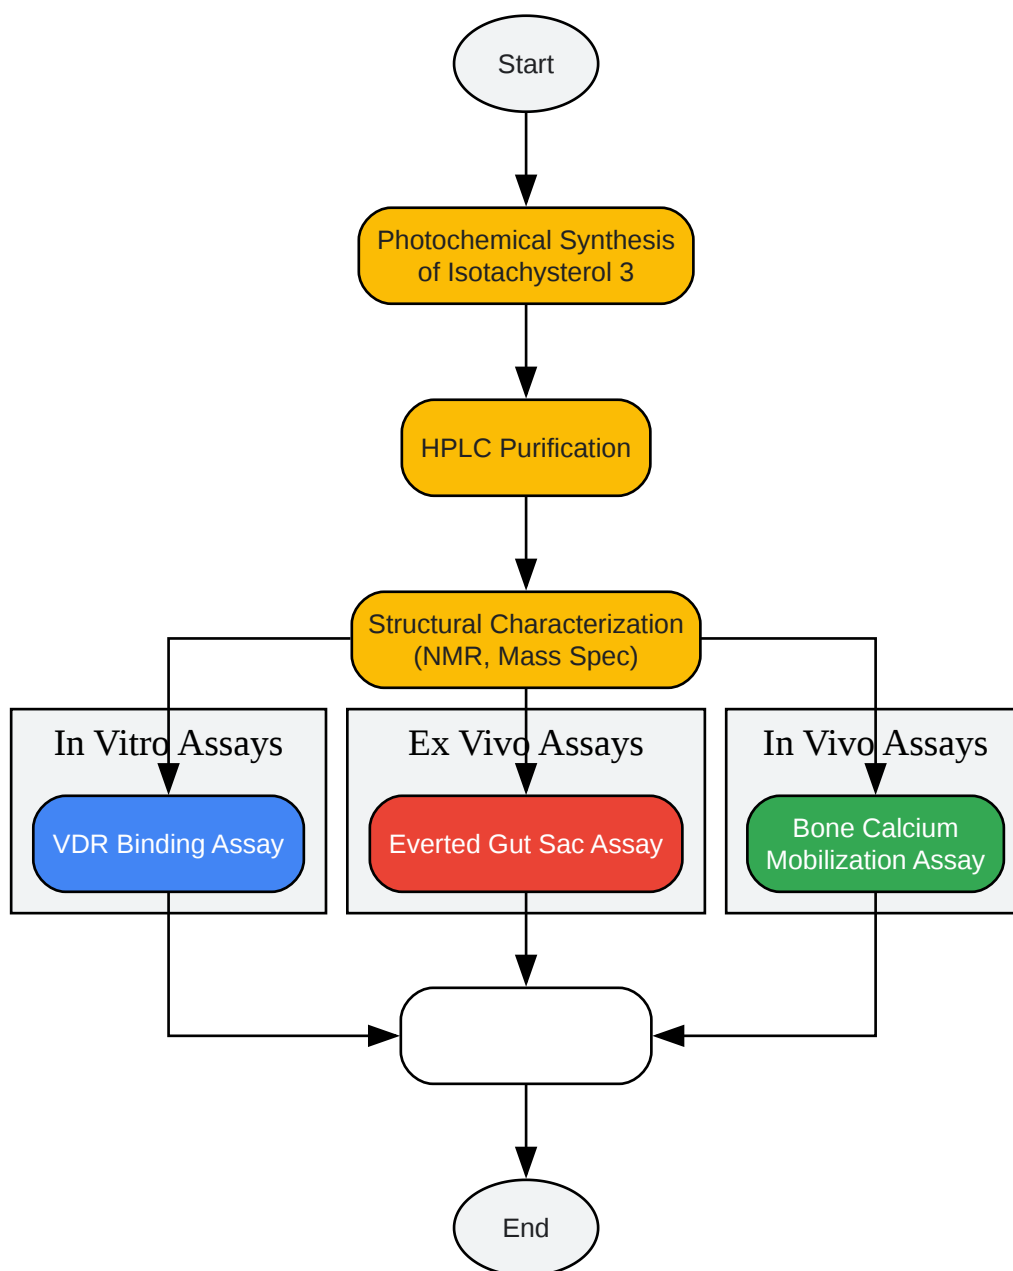 Start
Photochemical Synthesis
of Isotachysterol 3
HPLC Purification
Structural Characterization
(NMR, Mass Spec)
In Vitro Assays
Ex Vivo Assays
In Vivo Assays
VDR Binding Assay
Everted Gut Sac Assay
Bone Calcium
Mobilization Assay
End